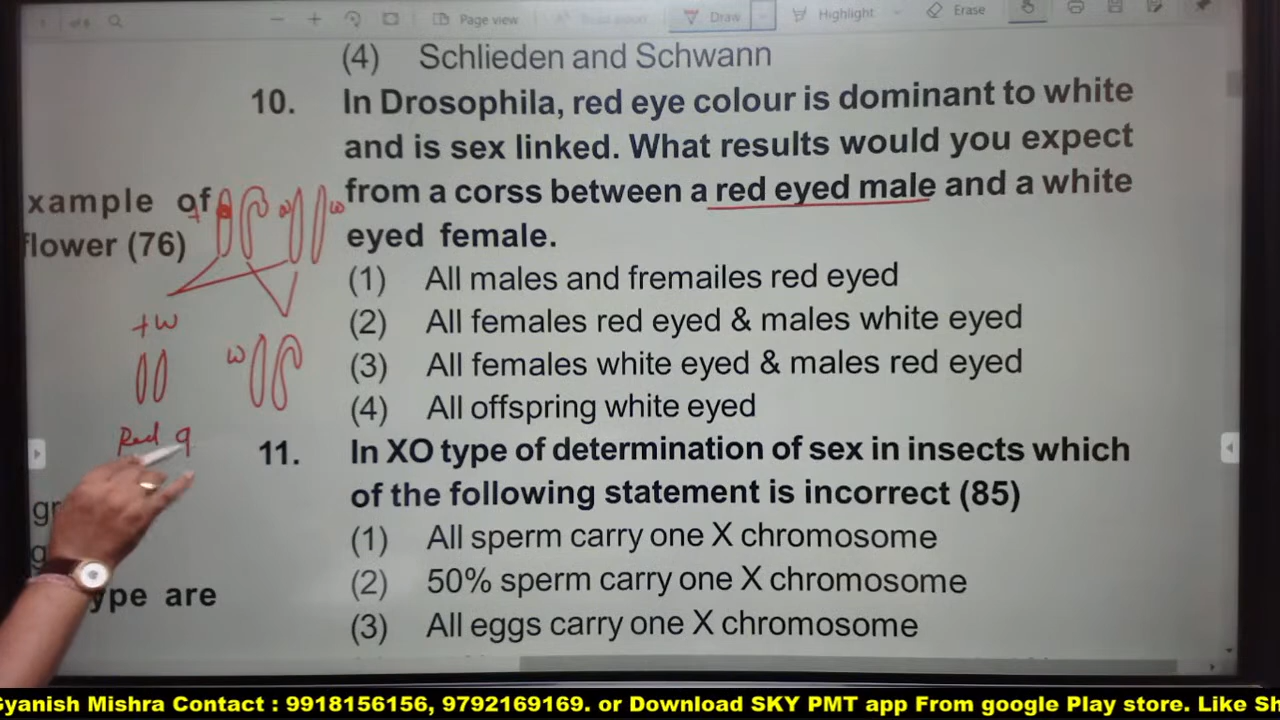 Page view
Draw
Highlight
Erase
(4) Schlieden and Schwann
10. In Drosophila, red eye colour is dominant to white
and is sex linked. What results would you expect
from a corss between a red eyed male and a white
eyed female.
(1) All males and fremailes red eyed
(2) All females red eyed & males white eyed
(3) All females white eyed & males red eyed
(4) All offspring white eyed
11. In XO type of determination of sex in insects which
of the following statement is incorrect (85)
(1) All sperm carry one X chromosome
(2) 50% sperm carry one X chromosome
(3) All eggs carry one X chromosome
xample of
flower (76)
+ w w
+w
w
Red ♀
gr
g
ype are
Gyanish Mishra Contact : 9918156156, 9792169169. or Download SKY PMT app From google Play store. Like Sh